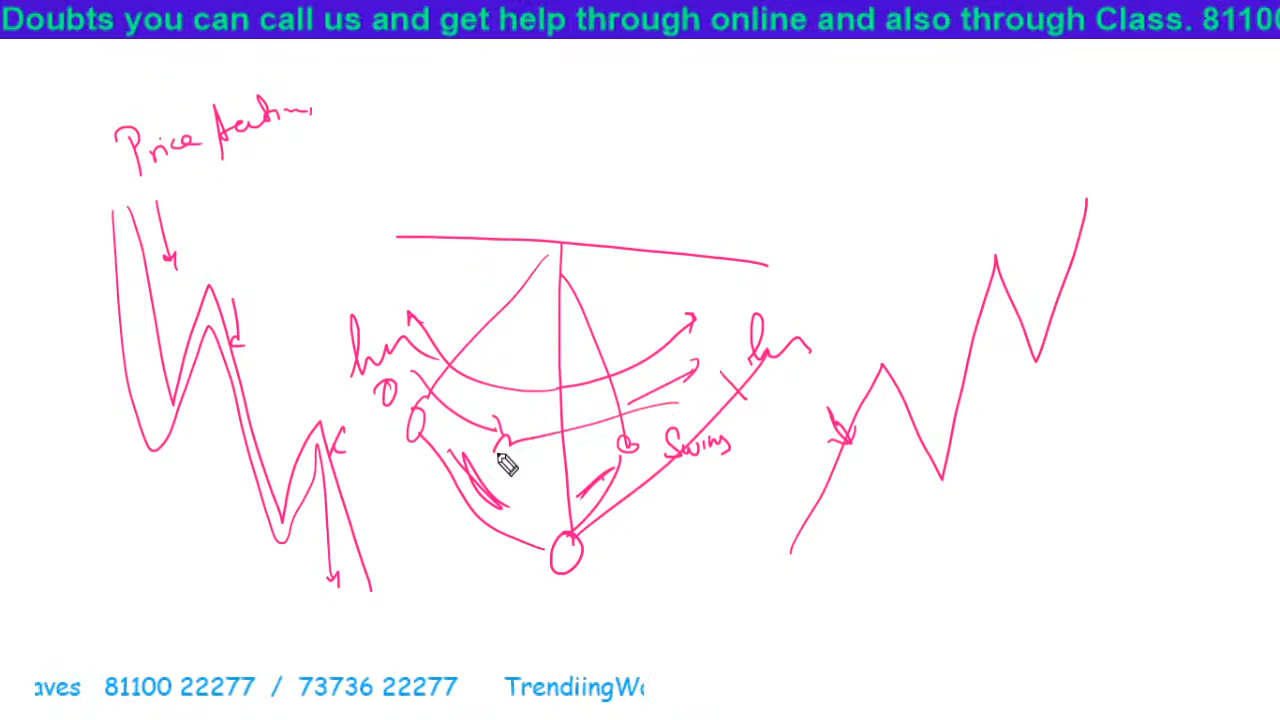 Doubts you can call us and get help through online and also through Class. 8110
Price Action
Swing
aves 81100 22277 / 73736 22277 TrendiingW